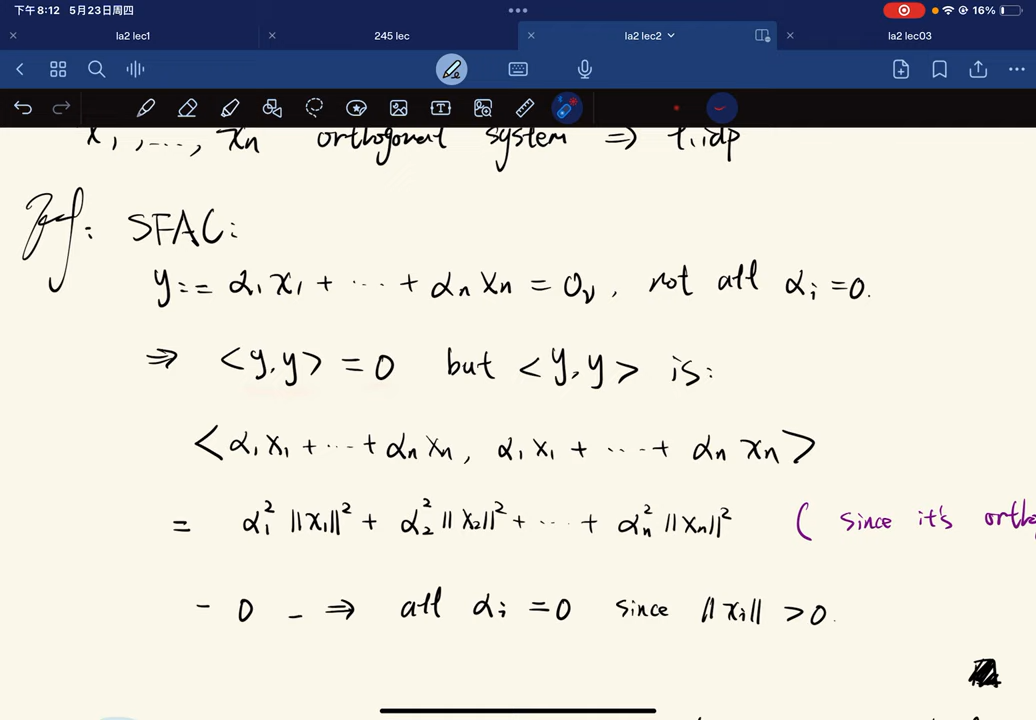 下午8:12 5月23日周四
16%
la2 lec1
245 lec
la2 lec2
la2 lec03
x₁, ..., xₙ orthogonal system ⇒ l.idp
Pf: SFAC:
y := α₁x₁ + ··· + αₙxₙ = 0ᵥ, not all αᵢ = 0.
⇒ <y,y> = 0 but <y,y> is:
<α₁x₁ + ··· + αₙxₙ, α₁x₁ + ··· + αₙxₙ>
= α₁²||x₁||² + α₂²||x₂||² + ··· + αₙ²||xₙ||² ( since it's ortho
- 0 - ⇒ all αᵢ = 0 since ||xᵢ|| > 0.